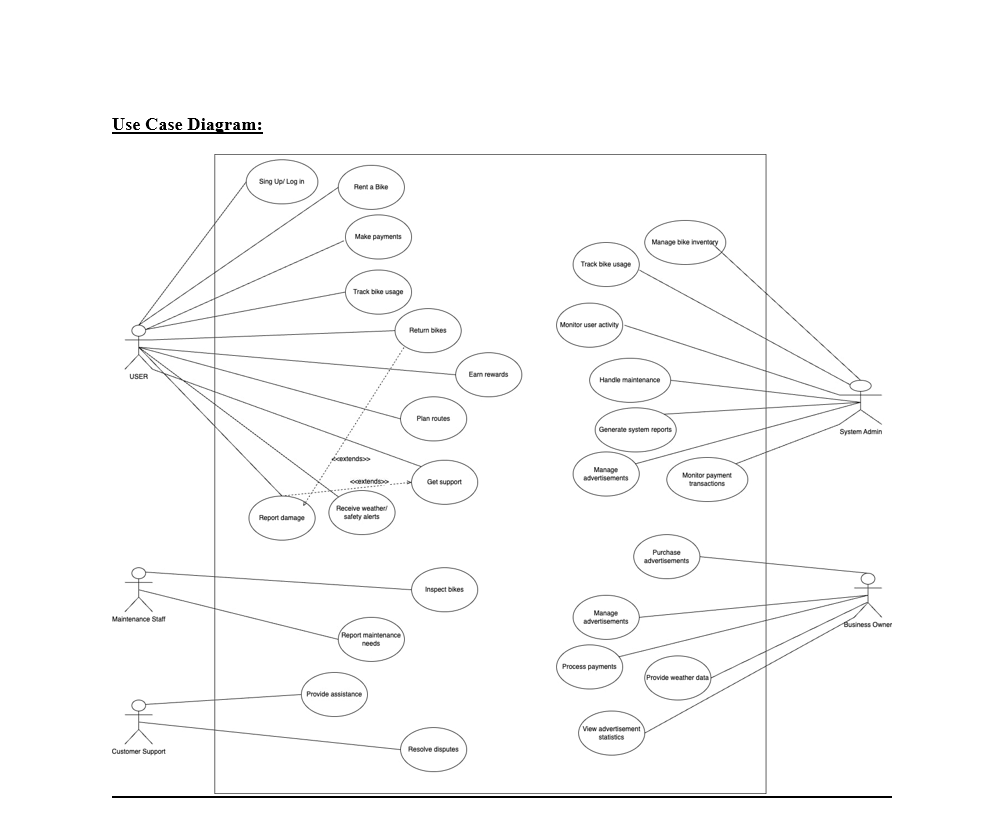 Use Case Diagram:
Sing Up/ Log in
Rent a Bike
Make payments
Track bike usage
Return bikes
Earn rewards
Plan routes
<<extends>>
<<extends>>
Get support
Report damage
Receive weather/
safety alerts
USER
Manage bike inventory
Track bike usage
Monitor user activity
Handle maintenance
Generate system reports
Manage
advertisements
Monitor payment
transactions
System Admin
Inspect bikes
Report maintenance
needs
Maintenance Staff
Provide assistance
Resolve disputes
Customer Support
Purchase
advertisements
Manage
advertisements
Process payments
Provide weather data
View advertisement
statistics
Business Owner